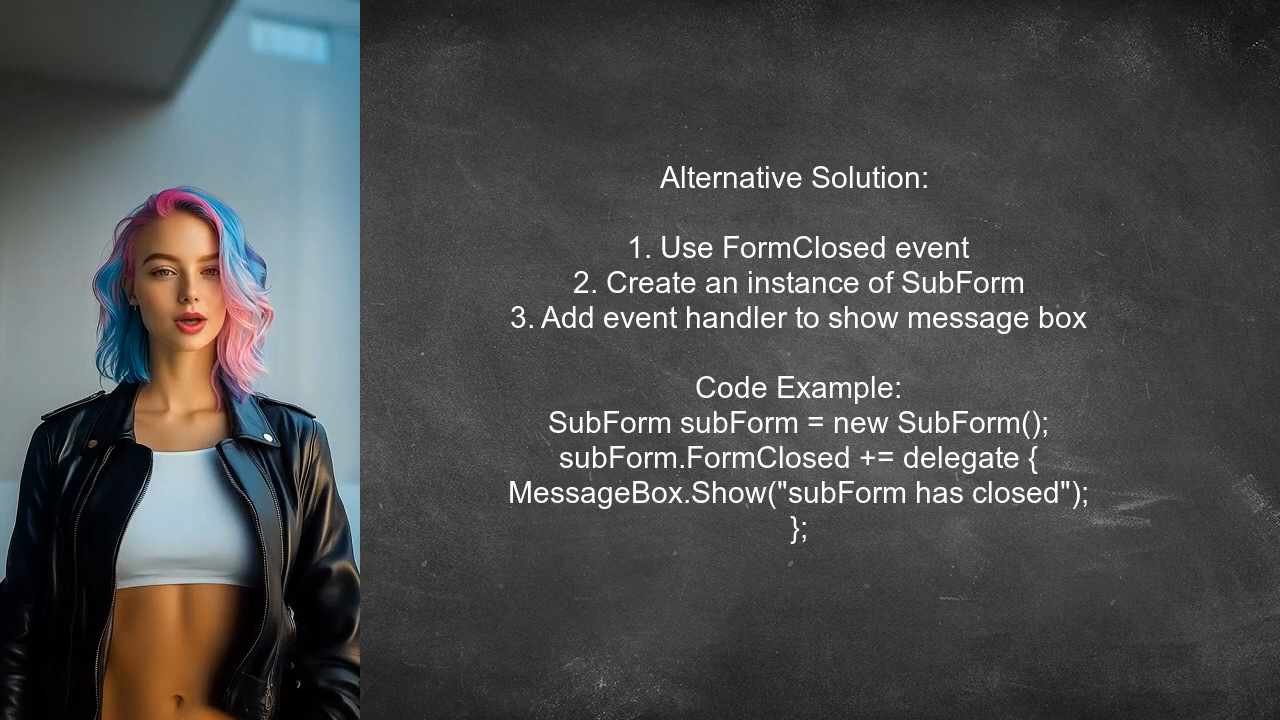 Alternative Solution:
1. Use FormClosed event
2. Create an instance of SubForm
3. Add event handler to show message box
Code Example:
SubForm subForm = new SubForm();
subForm.FormClosed += delegate {
MessageBox.Show("subForm has closed");
};